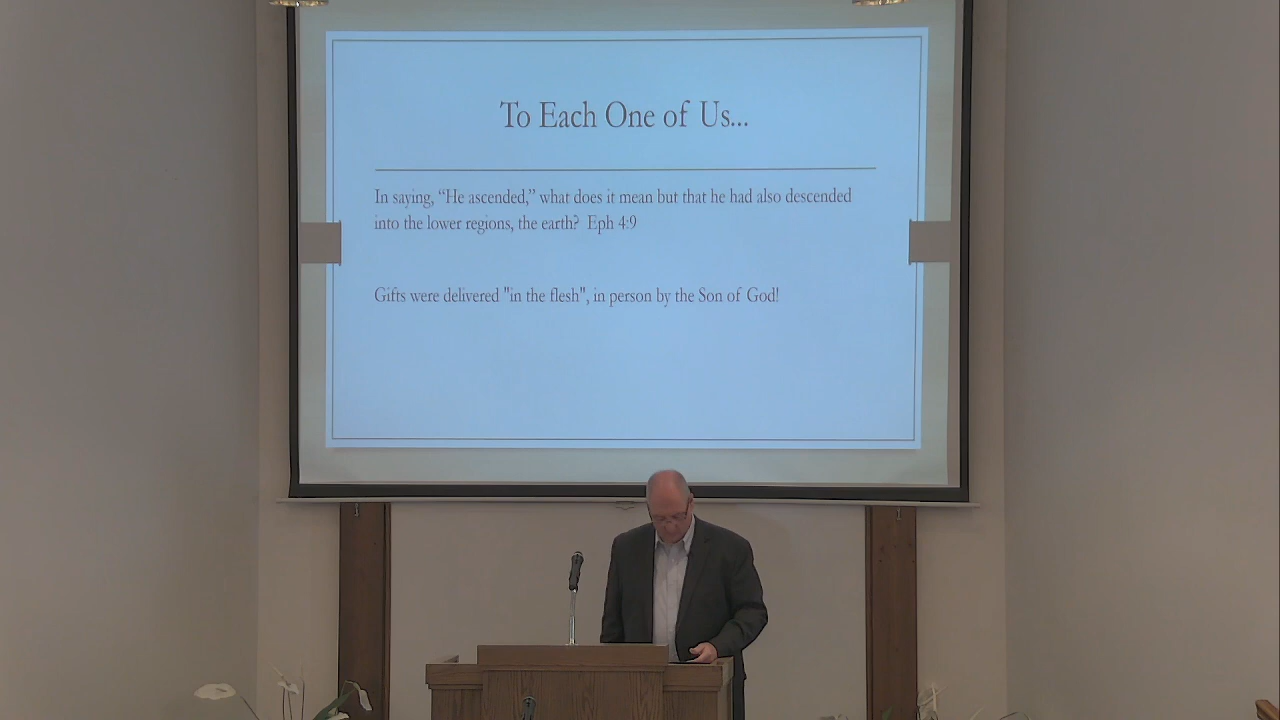 To Each One of Us...
In saying, “He ascended,” what does it mean but that he had also descended
into the lower regions, the earth? Eph 4:9
Gifts were delivered "in the flesh", in person by the Son of God!